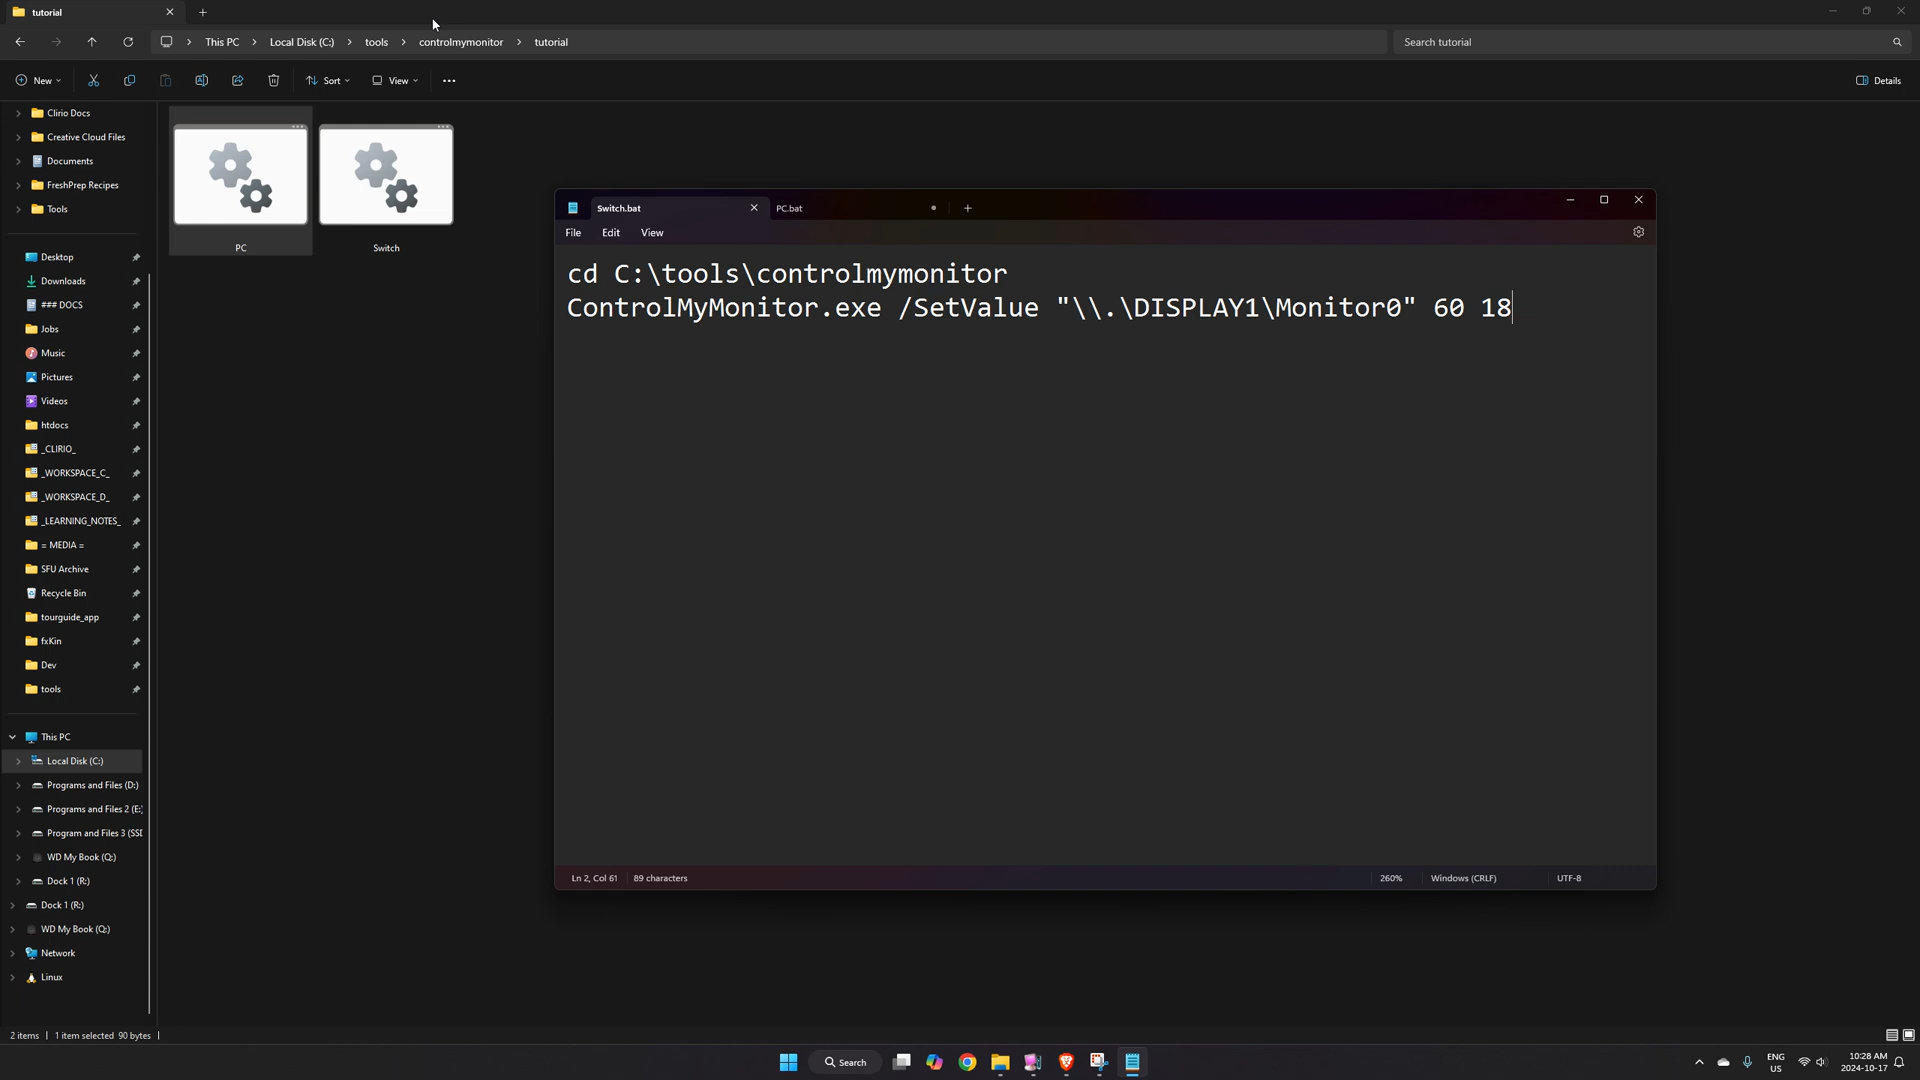 tutorial
This PC
Local Disk (C:)
tools
controlmymonitor
tutorial
Search tutorial
New
Sort
View
Details
Clirio Docs
Creative Cloud Files
Documents
FreshPrep Recipes
Tools
Desktop
Downloads
### DOCS
Jobs
Music
Pictures
Videos
htdocs
_CLIRIO_
_WORKSPACE_C_
_WORKSPACE_D_
_LEARNING_NOTES_
= MEDIA =
SFU Archive
Recycle Bin
tourguide_app
fxKin
Dev
tools
This PC
Local Disk (C:)
Programs and Files (D:)
Programs and Files 2 (E:
Program and Files 3 (SSD
WD My Book (Q:)
Dock 1 (R:)
Dock 1 (R:)
WD My Book (Q:)
Network
Linux
PC
Switch
Switch.bat
PC.bat
File
Edit
View
cd C:\tools\controlmymonitor
ControlMyMonitor.exe /SetValue "\\.\DISPLAY1\Monitor0" 60 18
Ln 2, Col 61
89 characters
260%
Windows (CRLF)
UTF-8
2 items
1 item selected 90 bytes
Search
ENG
US
10:28 AM
2024-10-17